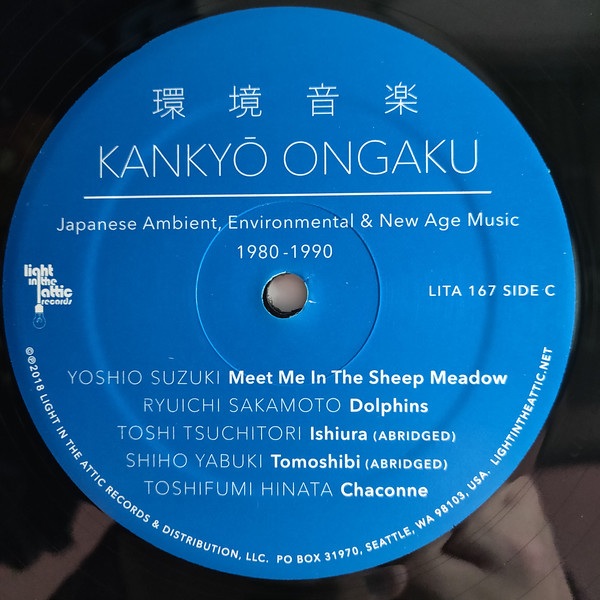 環境音楽
KANKYŌ ONGAKU
Japanese Ambient, Environmental & New Age Music
1980-1990
light
in the
attic
records
LITA 167 SIDE C
YOSHIO SUZUKI Meet Me In The Sheep Meadow
RYUICHI SAKAMOTO Dolphins
TOSHI TSUCHITORI Ishiura (ABRIDGED)
SHIHO YABUKI Tomoshibi (ABRIDGED)
TOSHIFUMI HINATA Chaconne
©℗2018 LIGHT IN THE ATTIC RECORDS & DISTRIBUTION, LLC. PO BOX 31970, SEATTLE, WA 98103, USA. LIGHTINTHEATTIC.NET